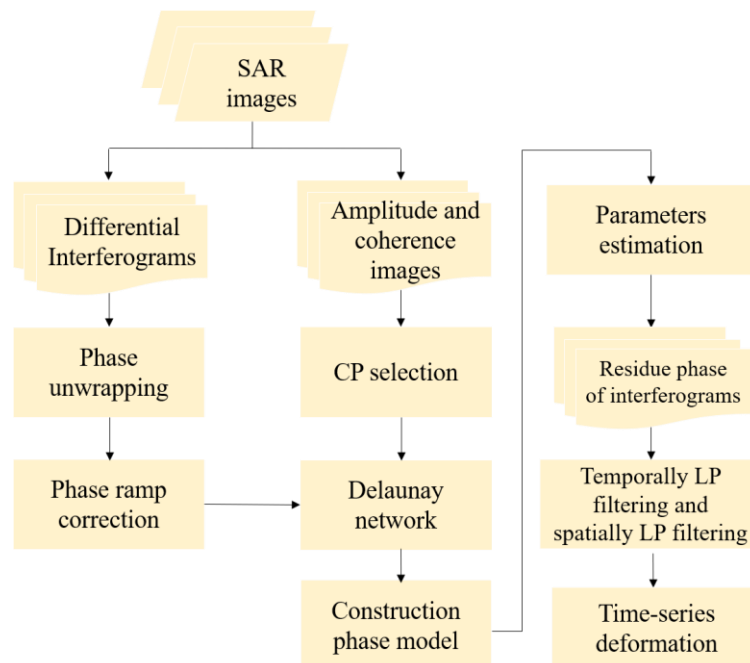 SAR
images
Differential
Interferograms
Phase
unwrapping
Phase ramp
correction
Amplitude and
coherence
images
CP selection
Delaunay
network
Construction
phase model
Parameters
estimation
Residue phase
of interferograms
Temporally LP
filtering and
spatially LP filtering
Time-series
deformation